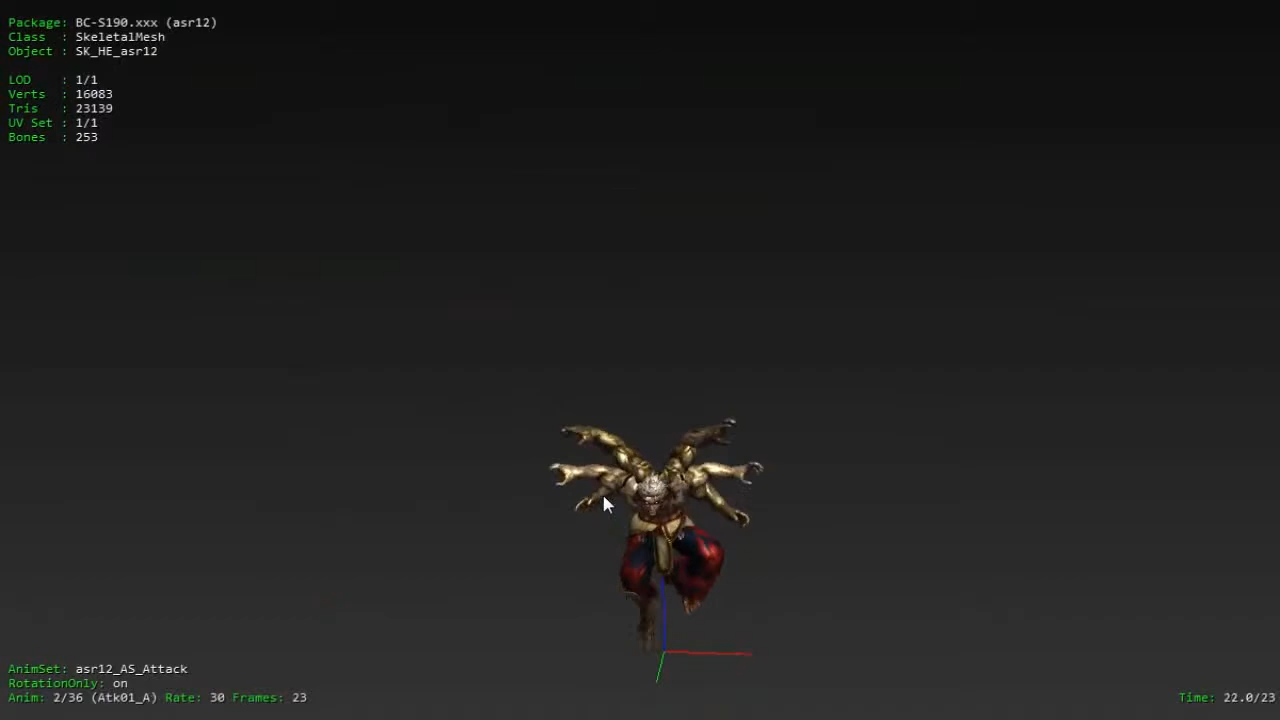 Package: BC-S190.xxx (asr12)
Class : SkeletalMesh
Object : SK_HE_asr12
LOD : 1/1
Verts : 16083
Tris : 23139
UV Set : 1/1
Bones : 253
AnimSet: asr12_AS_Attack
RotationOnly: on
Anim: 2/36 (Atk01_A) Rate: 30 Frames: 23
Time: 22.0/23